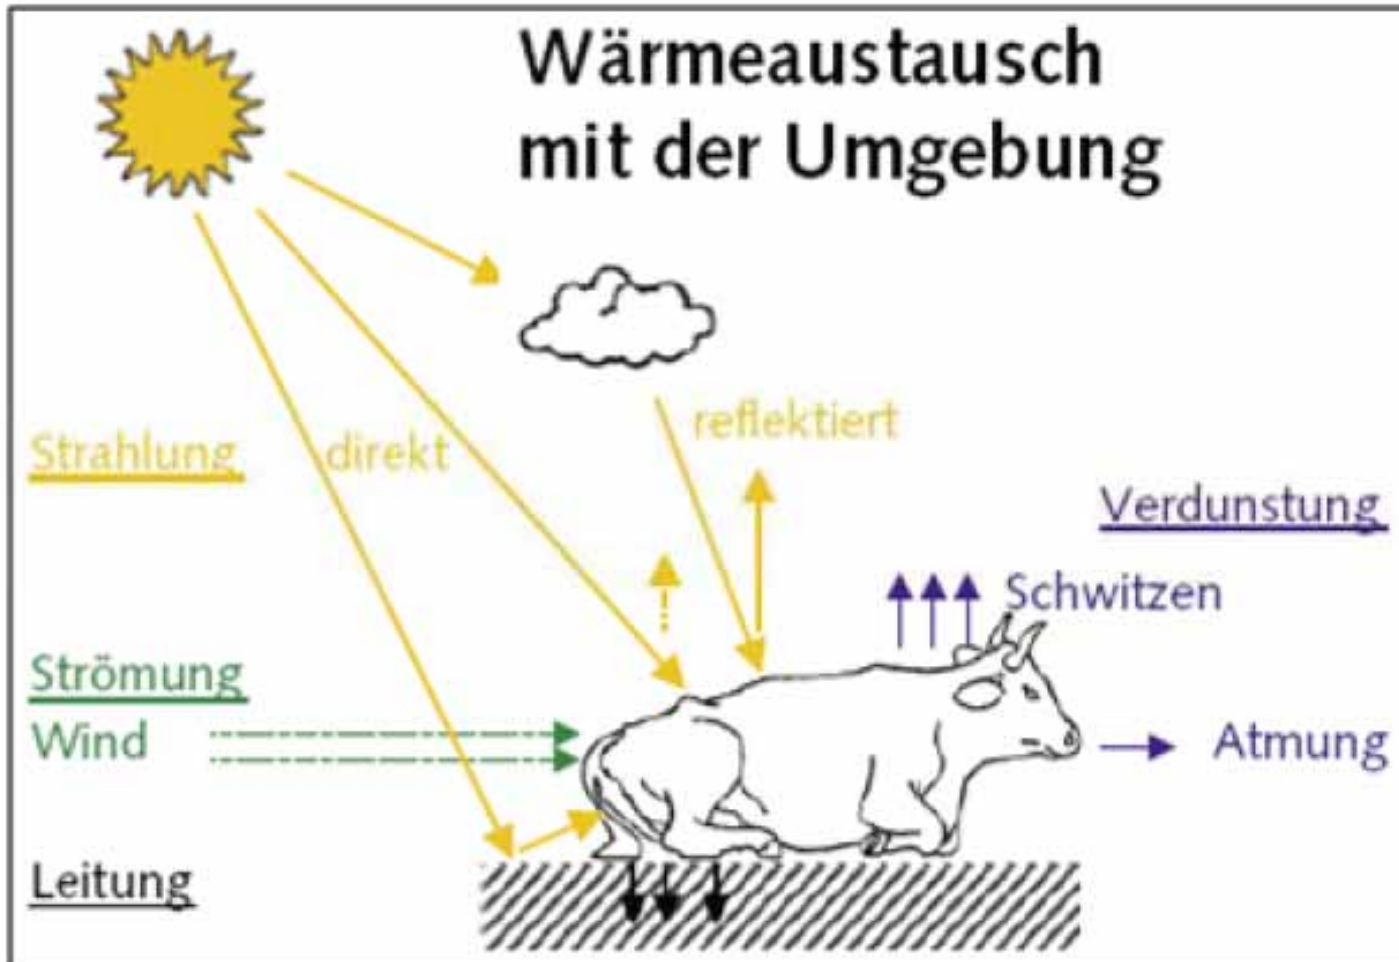 Wärmeaustausch
mit der Umgebung
reflektiert
Strahlung
direkt
Verdunstung
Schwitzen
Strömung
Wind
Atmung
Leitung